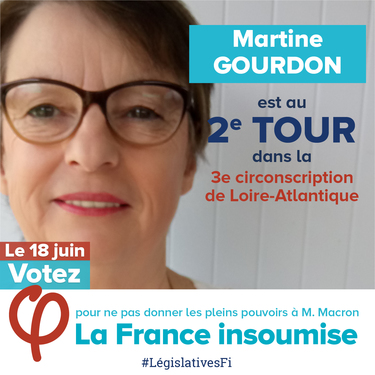 Martine
GOURDON
est au
2e TOUR
dans la
3e circonscription
de Loire-Atlantique
Le 18 juin
Votez
pour ne pas donner les pleins pouvoirs à M. Macron
La France insoumise
#LégislativesFi